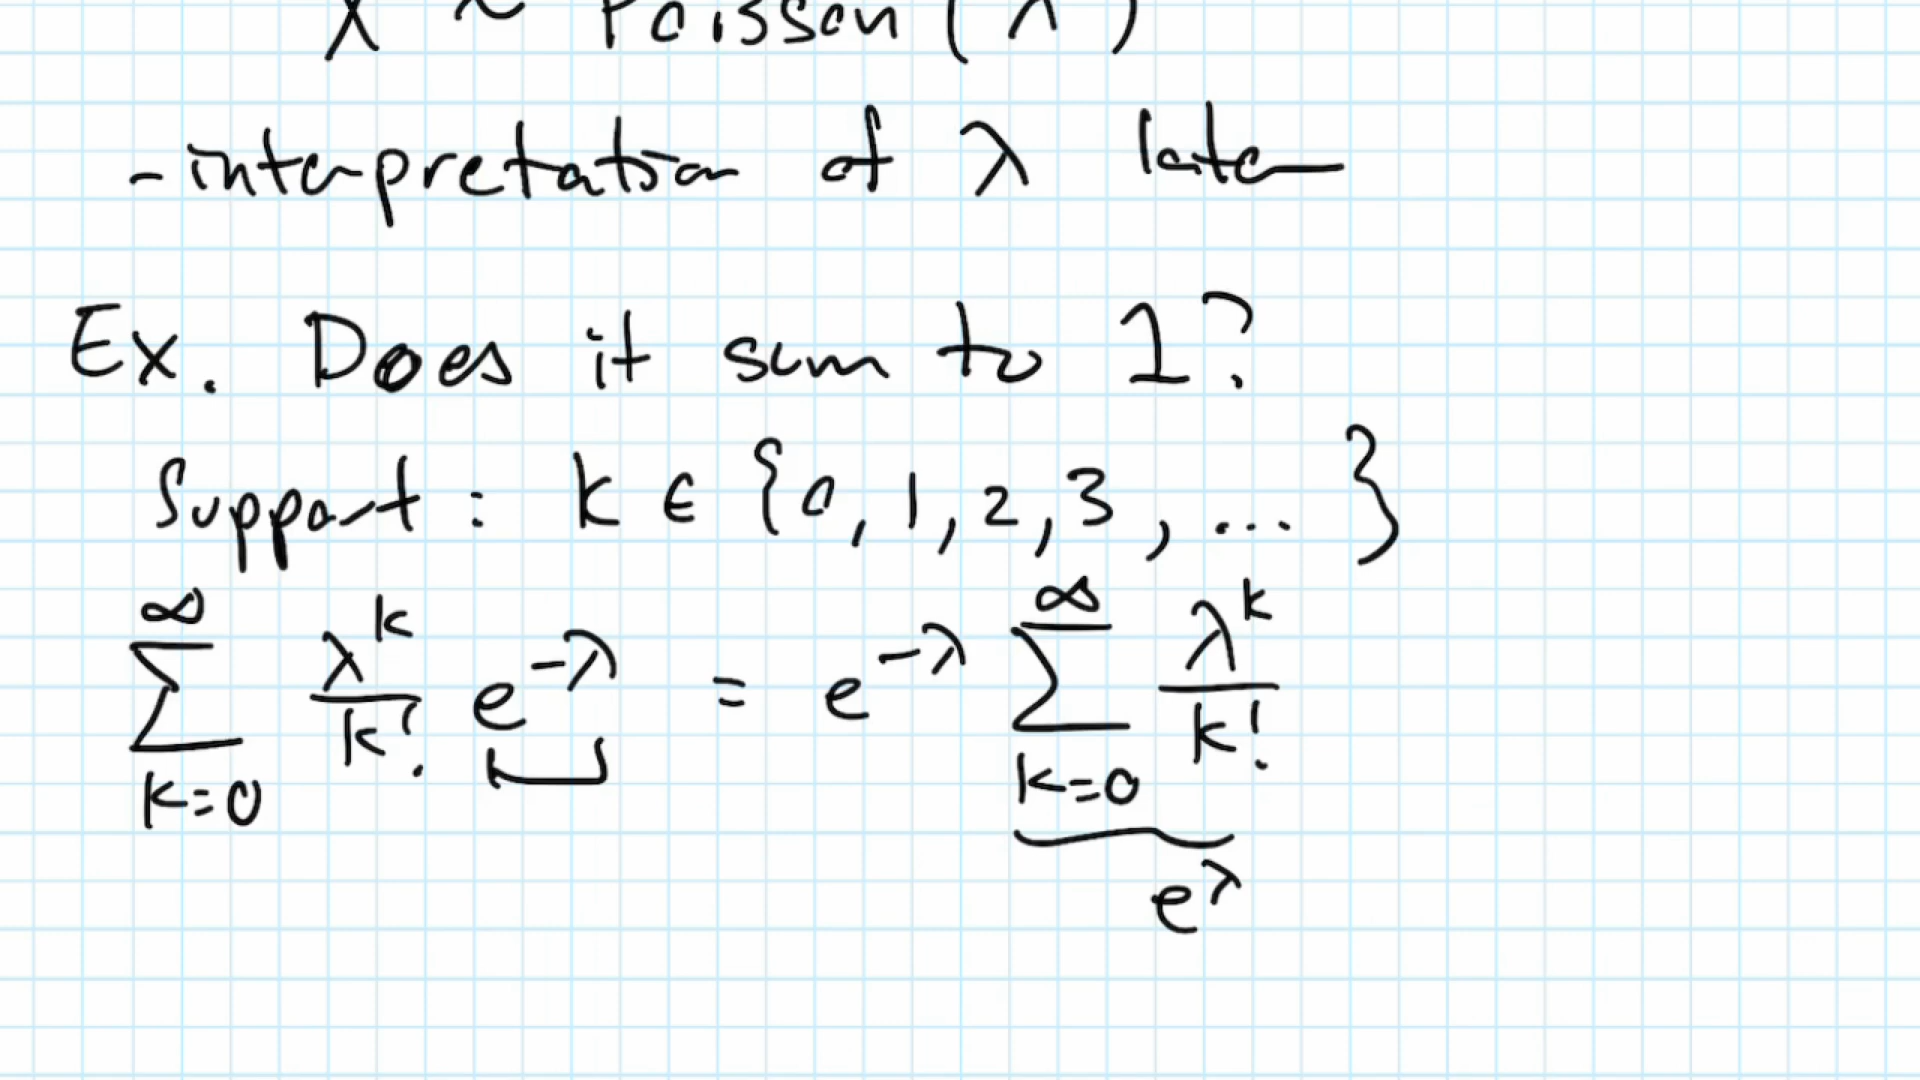 X ~ Poisson (λ)
- interpretation of λ later
Ex. Does it sum to 1?
Support : k ∈ {0, 1, 2, 3, ... }
∑_{k=0}^{∞} λ^k/k! e^{-λ} = e^{-λ} ∑_{k=0}^{∞} λ^k/k!
e^λ